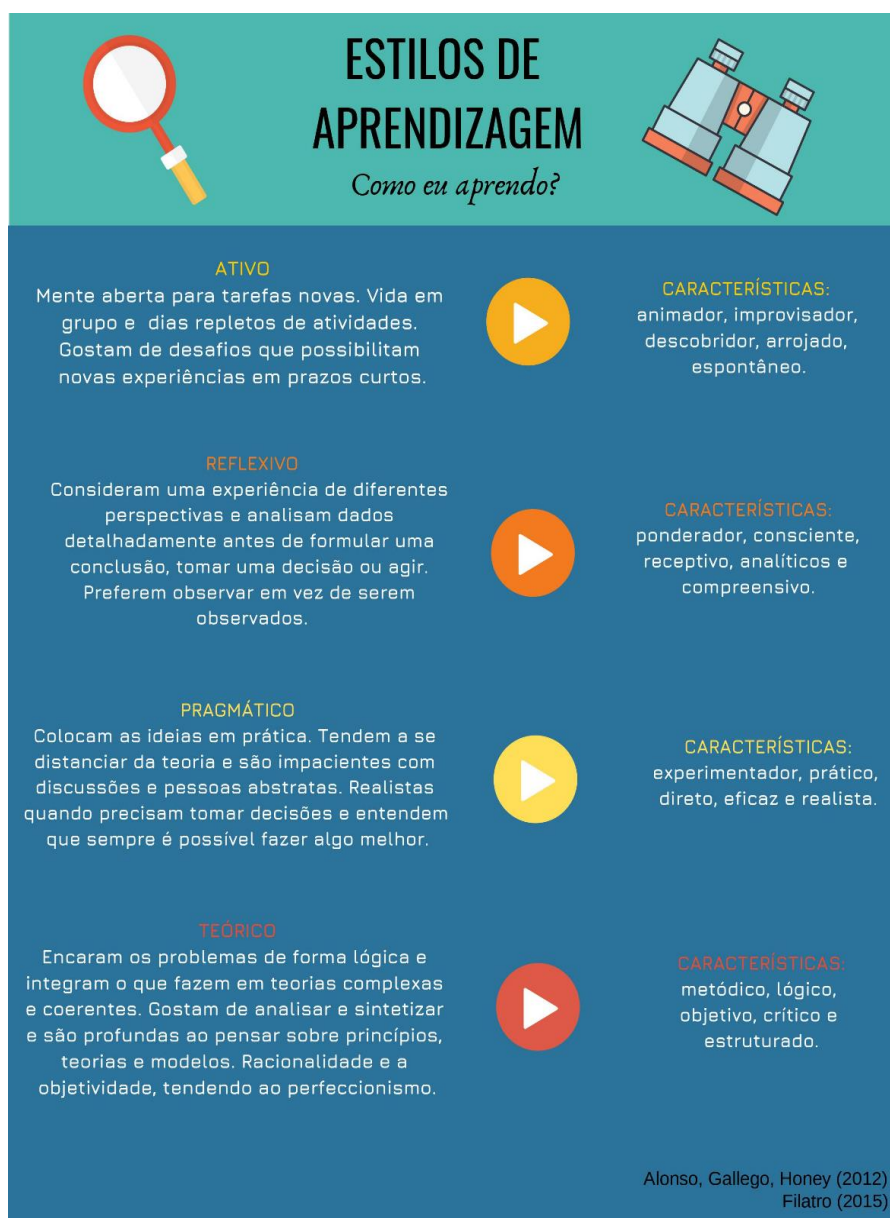 ESTILOS DE
APRENDIZAGEM
Como eu aprendo?
ATIVO
Mente aberta para tarefas novas. Vida em
grupo e dias repletos de atividades.
Gostam de desafios que possibilitam
novas experiências em prazos curtos.
CARACTERÍSTICAS:
animador, improvisador,
descobridor, arrojado,
espontâneo.
REFLEXIVO
Consideram uma experiência de diferentes
perspectivas e analisam dados
detalhadamente antes de formular uma
conclusão, tomar uma decisão ou agir.
Preferem observar em vez de serem
observados.
CARACTERÍSTICAS:
ponderador, consciente,
receptivo, analíticos e
compreensivo.
PRAGMÁTICO
Colocam as ideias em prática. Tendem a se
distanciar da teoria e são impacientes com
discussões e pessoas abstratas. Realistas
quando precisam tomar decisões e entendem
que sempre é possível fazer algo melhor.
CARACTERÍSTICAS:
experimentador, prático,
direto, eficaz e realista.
TEÓRICO
Encaram os problemas de forma lógica e
integram o que fazem em teorias complexas
e coerentes. Gostam de analisar e sintetizar
e são profundas ao pensar sobre princípios,
teorias e modelos. Racionalidade e a
objetividade, tendendo ao perfeccionismo.
CARACTERÍSTICAS:
metódico, lógico,
objetivo, crítico e
estruturado.
Alonso, Gallego, Honey (2012)
Filatro (2015)